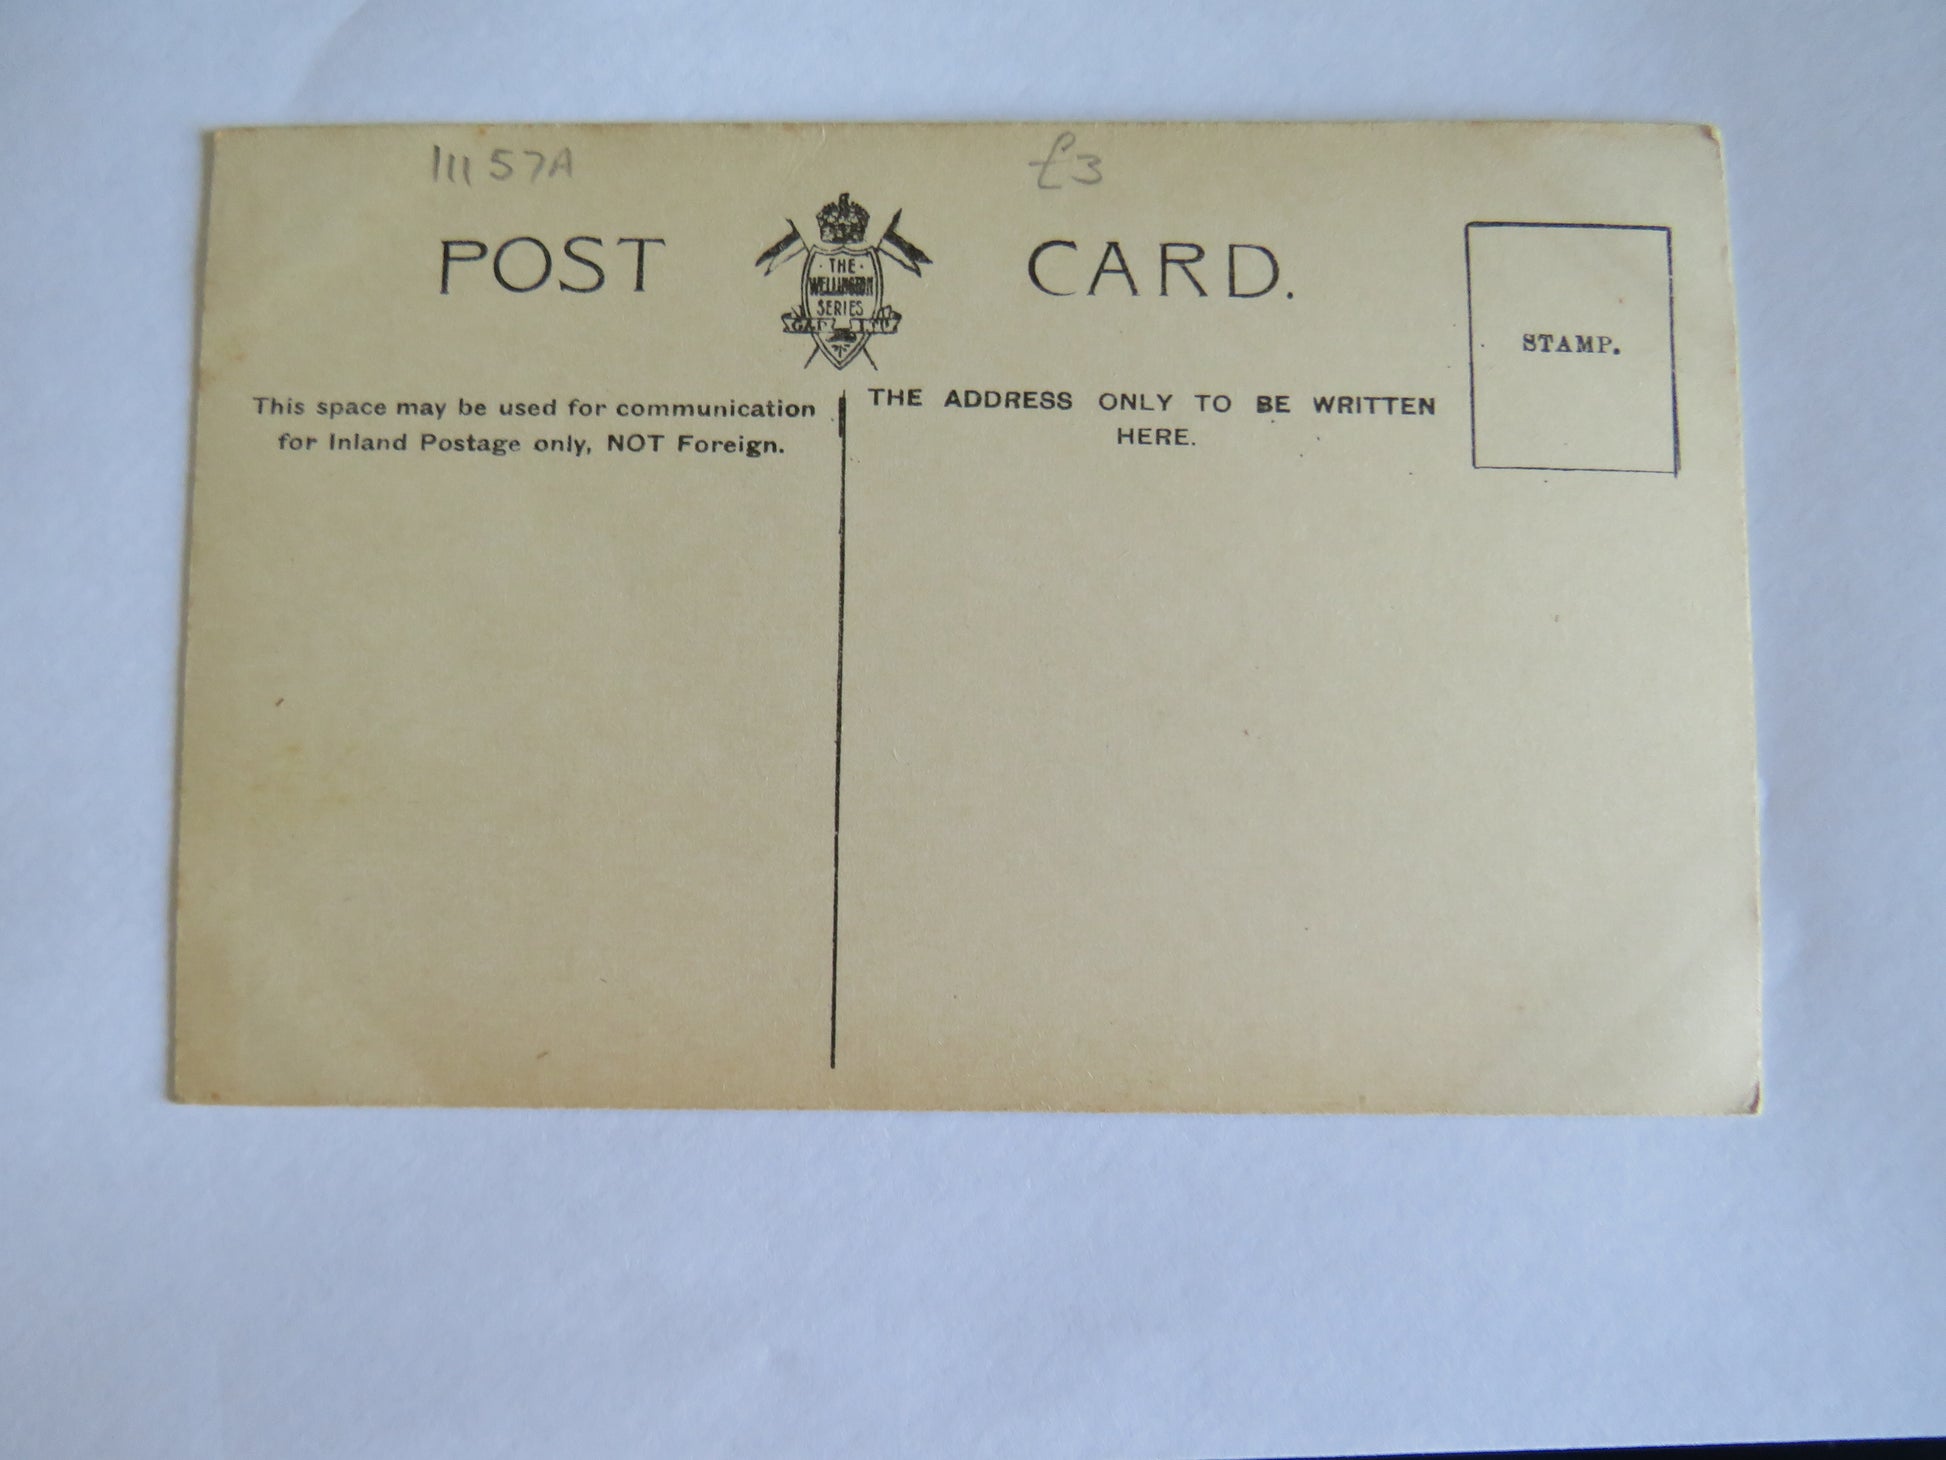 111 57A
£3
POST CARD.
· THE ·
WELLINGTON
SERIES
G & P LTD
STAMP.
This space may be used for communication
for Inland Postage only, NOT Foreign.
THE ADDRESS ONLY TO BE WRITTEN
HERE.